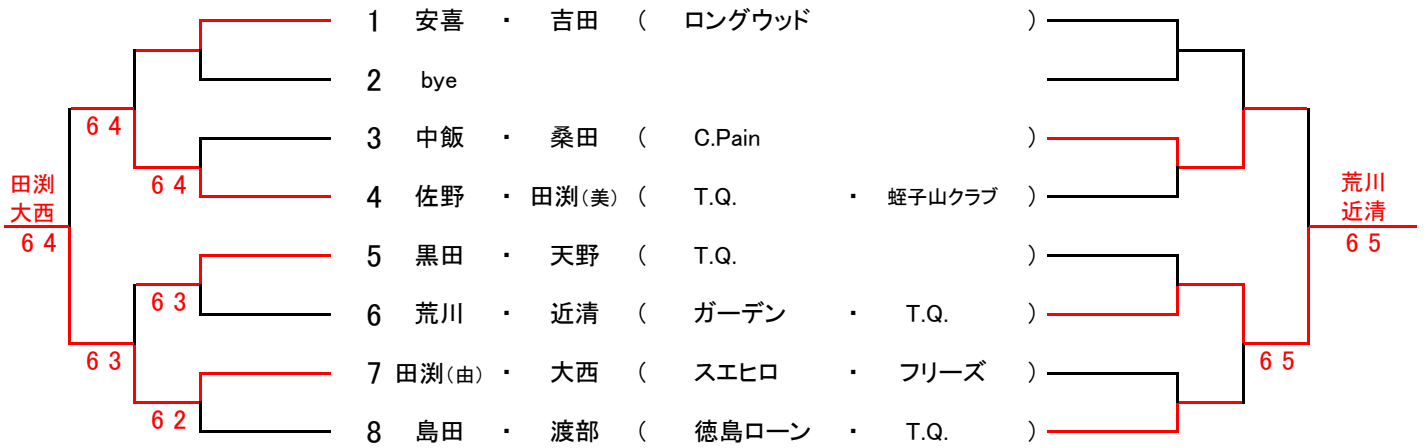 1 安喜 ・ 吉田 ( ロングウッド )
2 bye
6 4
3 中飯 ・ 桑田 ( C.Pain )
6 4
4 佐野 ・ 田渕(美) ( T.Q. ・ 蛭子山クラブ )
田渕
大西
6 4
荒川
近清
6 5
5 黒田 ・ 天野 ( T.Q. )
6 3
6 荒川 ・ 近清 ( ガーデン ・ T.Q. )
6 3
7 田渕(由) ・ 大西 ( スエヒロ ・ フリーズ )
6 5
6 2
8 島田 ・ 渡部 ( 徳島ローン ・ T.Q. )